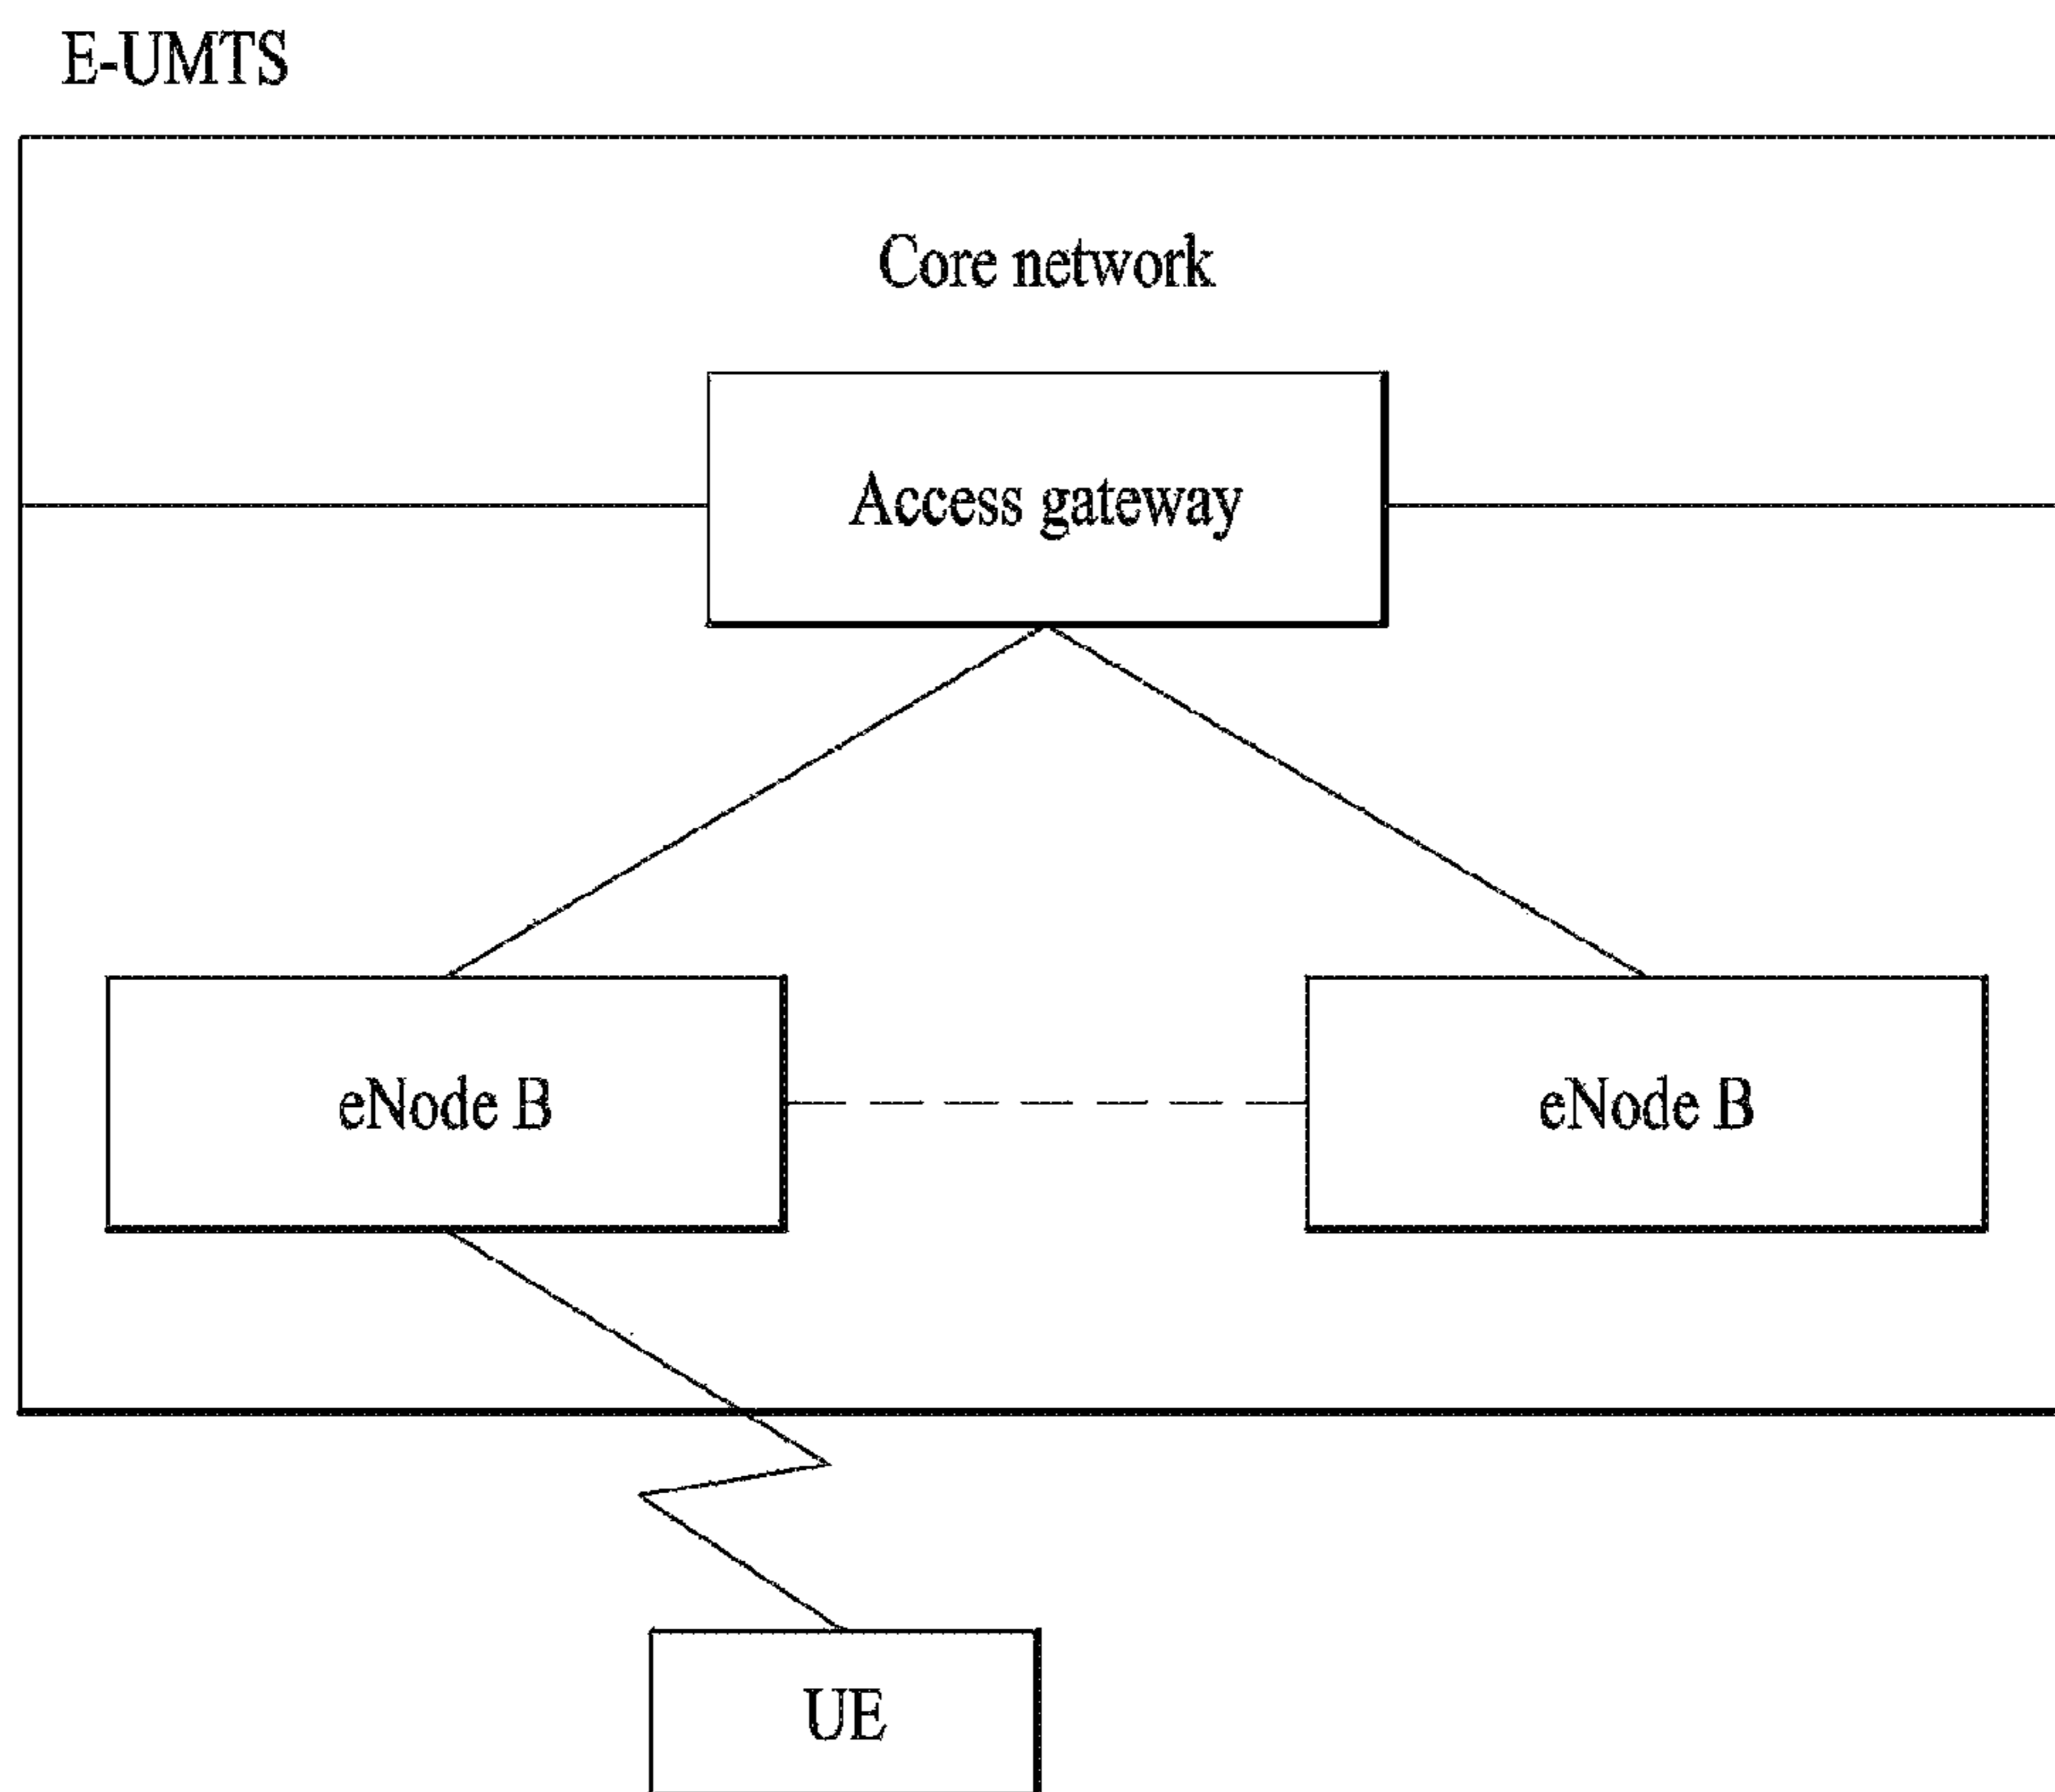 E-UMTS
Core network
Access gateway
eNode B
eNode B
UE